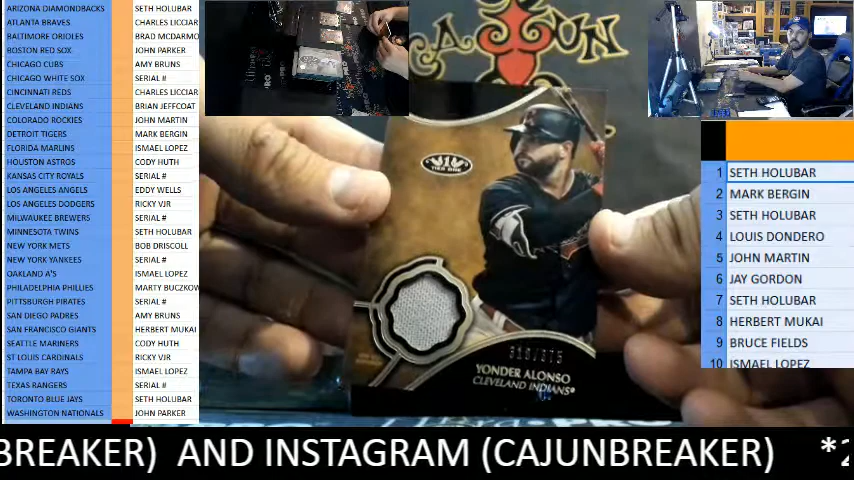 ARIZONA DIAMONDBACKS SETH HOLUBAR
ATLANTA BRAVES CHARLES LICCIAR
BALTIMORE ORIOLES BRAD MCDARMO
BOSTON RED SOX JOHN PARKER
CHICAGO CUBS AMY BRUNS
CHICAGO WHITE SOX SERIAL #
CINCINNATI REDS CHARLES LICCIAR
CLEVELAND INDIANS BRIAN JEFFCOAT
COLORADO ROCKIES JOHN MARTIN
DETROIT TIGERS MARK BERGIN
FLORIDA MARLINS ISMAEL LOPEZ
HOUSTON ASTROS CODY HUTH
KANSAS CITY ROYALS SERIAL #
LOS ANGELES ANGELS EDDY WELLS
LOS ANGELES DODGERS RICKY VJR
MILWAUKEE BREWERS SERIAL #
MINNESOTA TWINS SETH HOLUBAR
NEW YORK METS BOB DRISCOLL
NEW YORK YANKEES SERIAL #
OAKLAND A'S ISMAEL LOPEZ
PHILADELPHIA PHILLIES MARTY BUCZKOW
PITTSBURGH PIRATES SERIAL #
SAN DIEGO PADRES AMY BRUNS
SAN FRANCISCO GIANTS HERBERT MUKAI
SEATTLE MARINERS CODY HUTH
ST LOUIS CARDINALS RICKY VJR
TAMPA BAY RAYS ISMAEL LOPEZ
TEXAS RANGERS SERIAL #
TORONTO BLUE JAYS SETH HOLUBAR
WASHINGTON NATIONALS JOHN PARKER
CAJUN
1
TIER ONE
YONDER ALONSO
CLEVELAND INDIANS®
1 SETH HOLUBAR
2 MARK BERGIN
3 SETH HOLUBAR
4 LOUIS DONDERO
5 JOHN MARTIN
6 JAY GORDON
7 SETH HOLUBAR
8 HERBERT MUKAI
9 BRUCE FIELDS
10 ISMAEL LOPEZ
BREAKER) AND INSTAGRAM (CAJUNBREAKER) *2